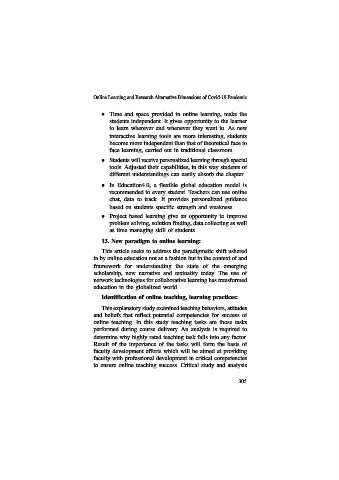 Online Learning and Research Alternative Dimensions of Covid-19 Pandemic
• Time and space provided in online learning, make the
students independent. It gives opportunity to the learner
to learn wherever and whenever they want to. As new
interactive learning tools are more interesting, students
become more independent than that of theoretical face to
face learning, carried out in traditional classroom.
• Students will receive personalized learning through special
tools. Adjusted their capabilities, in this way students of
different understandings can easily absorb the chapter.
• In Education4.0, a flexible global education model is
recommended to every student. Teachers can use online
chat, data to track. It provides personalized guidance
based on students specific strength and weakness.
• Project based learning give an opportunity to improve
problem solving, solution finding, data collecting as well
as time managing skill of students.
13. New paradigm in online learning:
This article seeks to address the paradigmatic shift ushered
in by online education not as a fashion but in the context of and
framework for understanding the state of the emerging
scholarship, new narrative and textuality today. The use of
network technologies for collaborative learning has transformed
education in the globalized world.
Identification of online teaching, learning practices:
This exploratory study examined teaching behaviors, attitudes
and beliefs that reflect potential competencies for success of
online teaching. In this study teaching tasks are those tasks
performed during course delivery. An analysis is required to
determine why highly rated teaching task falls into any factor.
Result of the importance of the tasks will form the basis of
faculty development efforts which will be aimed at providing
faculty with professional development in critical competencies
to ensure online teaching success. Critical study and analysis
305